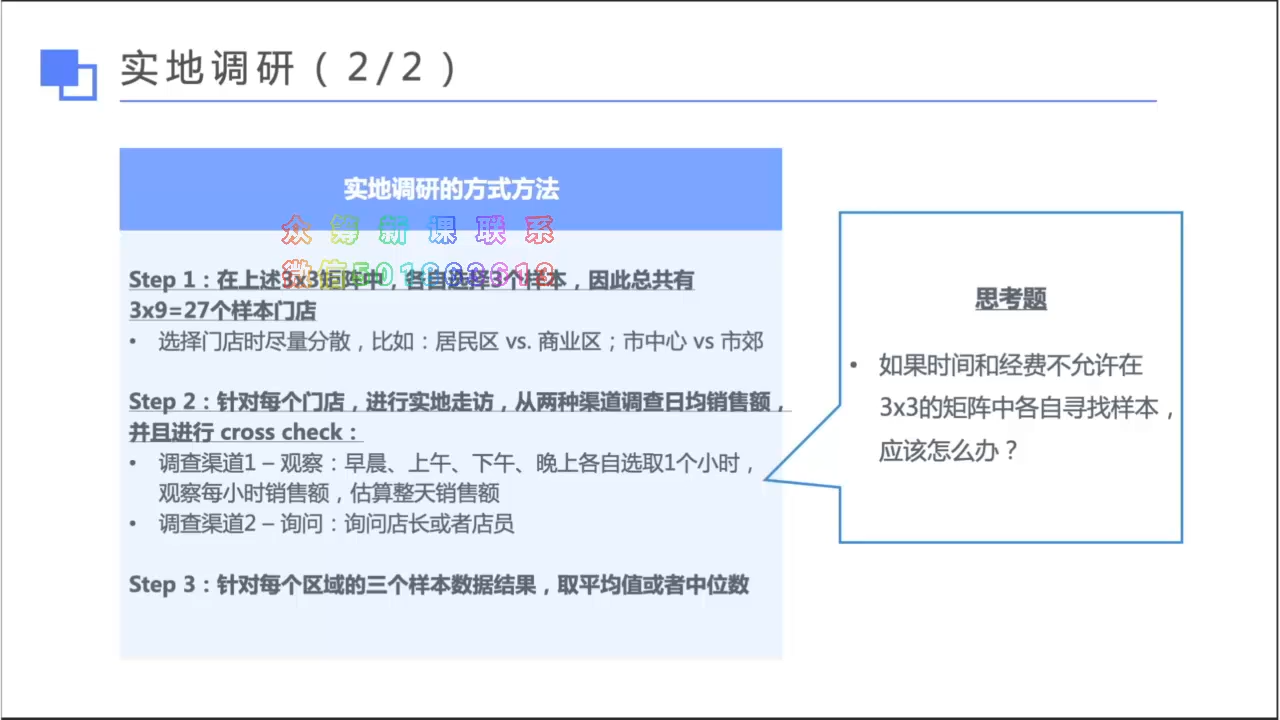 实地调研（2/2）
实地调研的方式方法
众筹新课联系
Step 1：在上述3x3矩阵中，各自选择3个样本，因此总共有
3x9=27个样本门店
• 选择门店时尽量分散，比如：居民区 vs. 商业区；市中心 vs 市郊
Step 2：针对每个门店，进行实地走访，从两种渠道调查日均销售额，
并且进行 cross check：
• 调查渠道1 – 观察：早晨、上午、下午、晚上各自选取1个小时，
观察每小时销售额，估算整天销售额
• 调查渠道2 – 询问：询问店长或者店员
Step 3：针对每个区域的三个样本数据结果，取平均值或者中位数
思考题
• 如果时间和经费不允许在
3x3的矩阵中各自寻找样本，
应该怎么办？